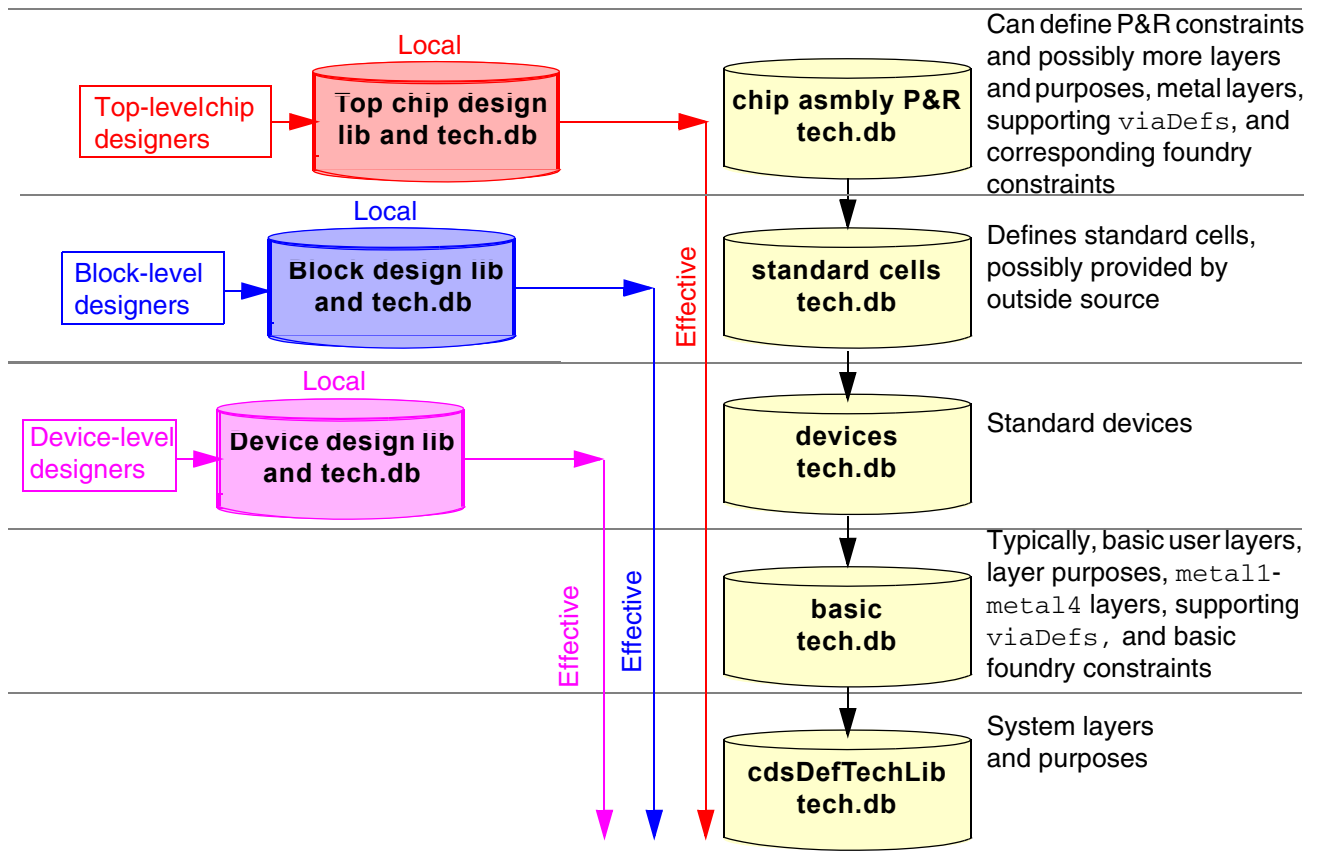 Local
Top-level chip
designers
Top chip design
lib and tech.db
chip asmbly P&R
tech.db
Can define P&R constraints
and possibly more layers
and purposes, metal layers,
supporting viaDefs, and
corresponding foundry
constraints
Local
Block-level
designers
Block design lib
and tech.db
Effective
standard cells
tech.db
Defines standard cells,
possibly provided by
outside source
Local
Device-level
designers
Device design lib
and tech.db
devices
tech.db
Standard devices
Effective
Effective
basic
tech.db
Typically, basic user layers,
layer purposes, metal1-
metal4 layers, supporting
viaDefs, and basic
foundry constraints
cdsDefTechLib
tech.db
System layers
and purposes